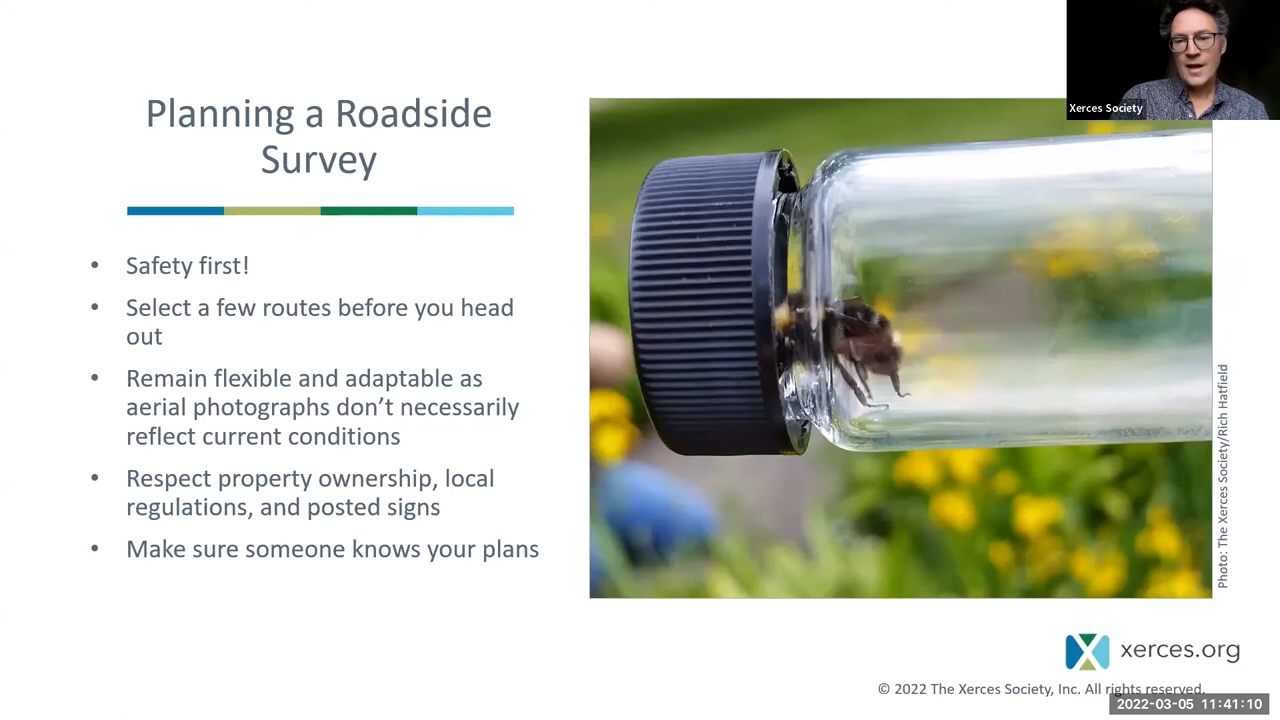 Xerces Society
Planning a Roadside
Survey
• Safety first!
• Select a few routes before you head
out
• Remain flexible and adaptable as
aerial photographs don’t necessarily
reflect current conditions
• Respect property ownership, local
regulations, and posted signs
• Make sure someone knows your plans
Photo: The Xerces Society/Rich Hatfield
xerces.org
© 2022 The Xerces Society, Inc. All rights reserved.
2022-03-05 11:41:10